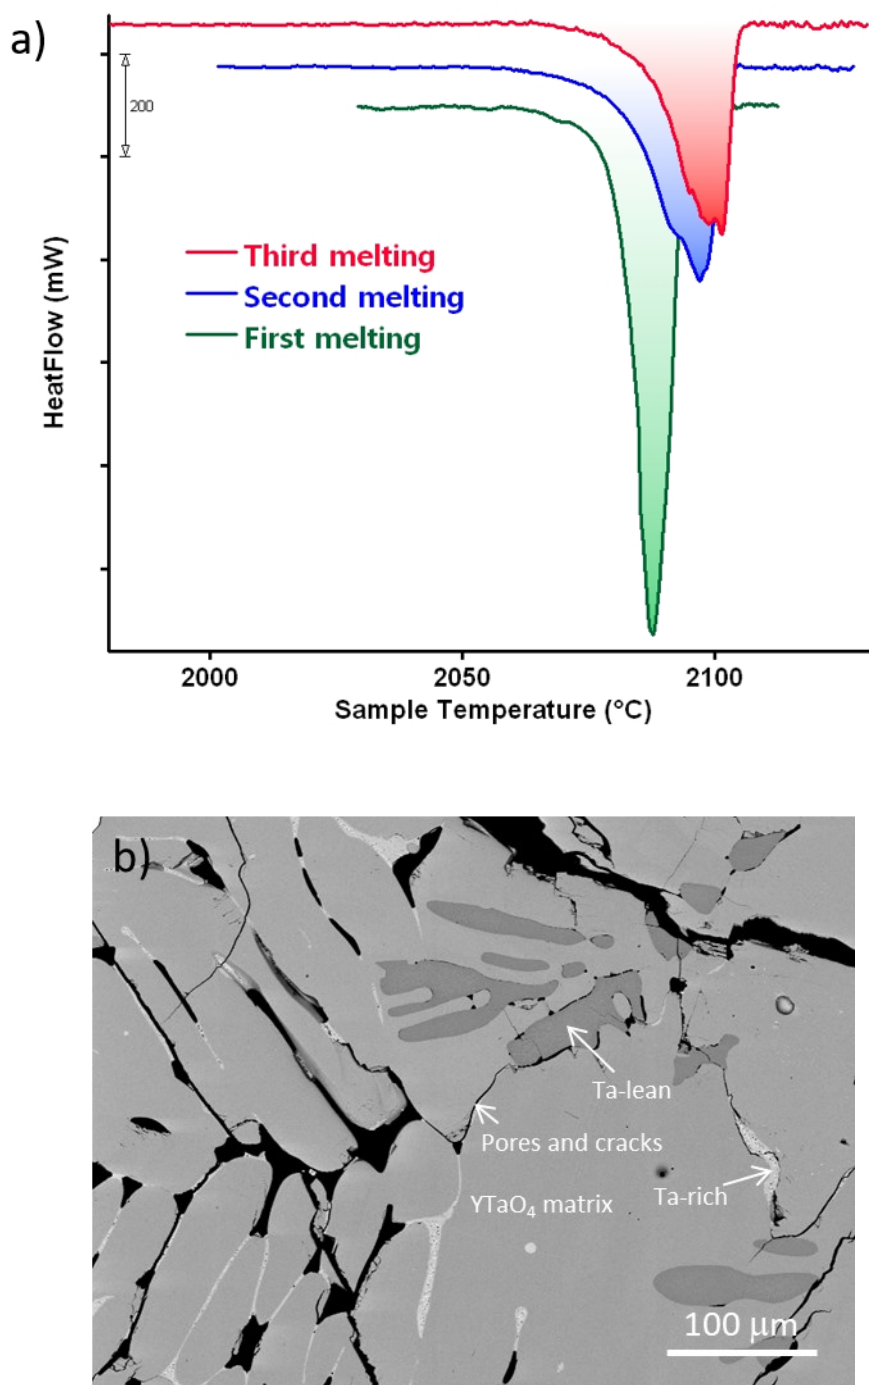 a)
200
HeatFlow (mW)
Third melting
Second melting
First melting
2000 2050 2100
Sample Temperature (°C)
b)
Ta-lean
Pores and cracks
YTaO₄ matrix
Ta-rich
100 μm